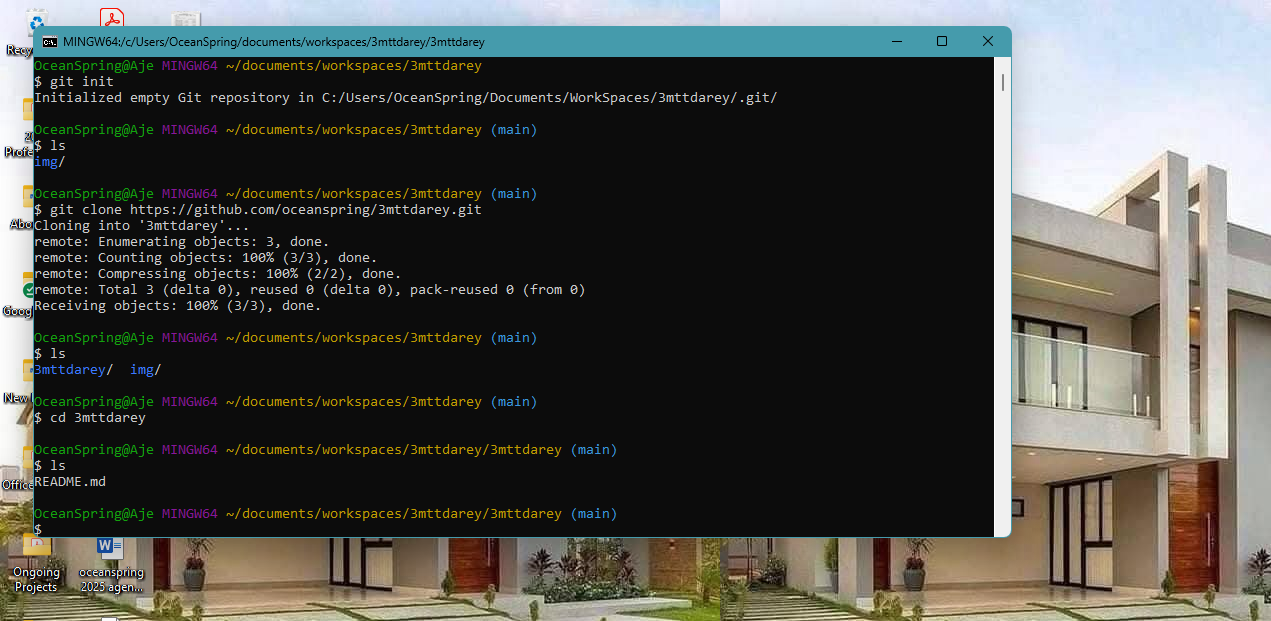 MINGW64:/c/Users/OceanSpring/documents/workspaces/3mttdarey/3mttdarey
OceanSpring@Aje MINGW64 ~/documents/workspaces/3mttdarey
$ git init
Initialized empty Git repository in C:/Users/OceanSpring/Documents/WorkSpaces/3mttdarey/.git/
OceanSpring@Aje MINGW64 ~/documents/workspaces/3mttdarey (main)
$ ls
img/
OceanSpring@Aje MINGW64 ~/documents/workspaces/3mttdarey (main)
$ git clone https://github.com/oceanspring/3mttdarey.git
Cloning into '3mttdarey'...
remote: Enumerating objects: 3, done.
remote: Counting objects: 100% (3/3), done.
remote: Compressing objects: 100% (2/2), done.
remote: Total 3 (delta 0), reused 0 (delta 0), pack-reused 0 (from 0)
Receiving objects: 100% (3/3), done.
OceanSpring@Aje MINGW64 ~/documents/workspaces/3mttdarey (main)
$ ls
3mttdarey/  img/
OceanSpring@Aje MINGW64 ~/documents/workspaces/3mttdarey (main)
$ cd 3mttdarey
OceanSpring@Aje MINGW64 ~/documents/workspaces/3mttdarey/3mttdarey (main)
$ ls
README.md
OceanSpring@Aje MINGW64 ~/documents/workspaces/3mttdarey/3mttdarey (main)
$
Ongoing
Projects
oceanspring
2025 agen...